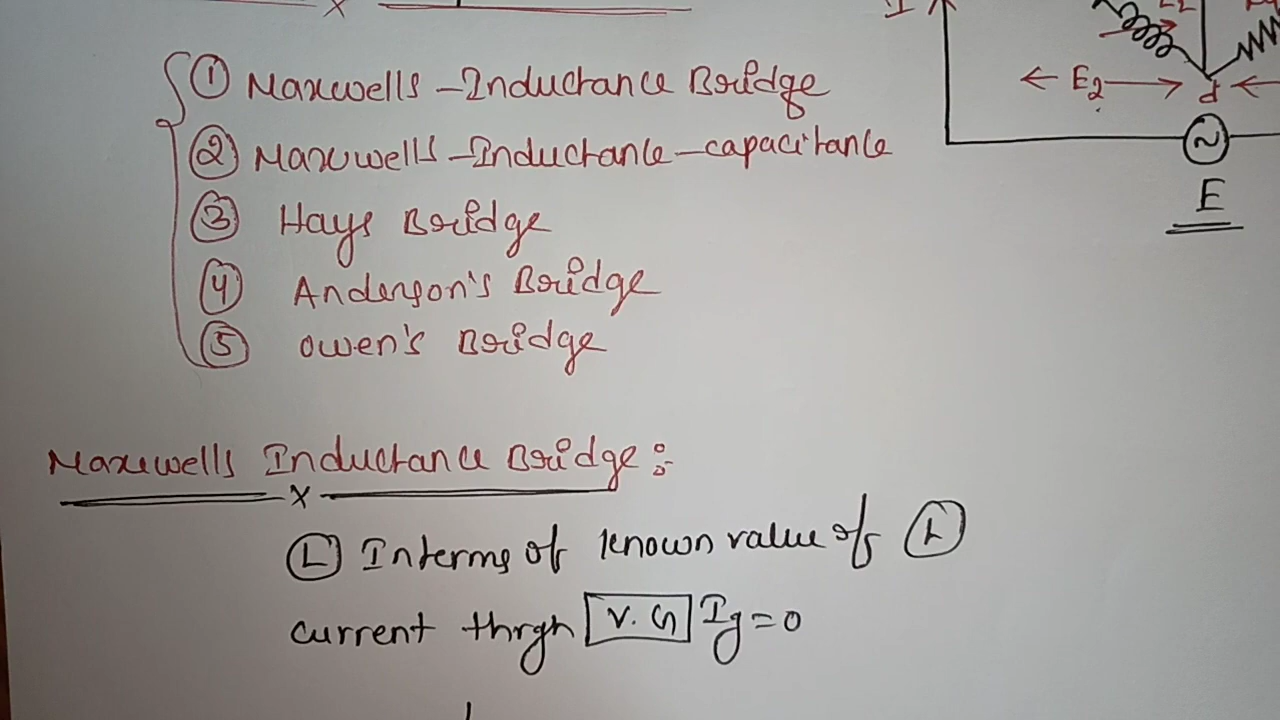 ① Maxwells - Inductance Bridge
② Maxwells - Inductance - capacitance
③ Hays Bridge
④ Anderson's Bridge
⑤ Owen's Bridge
← E2 → d ←
E
Maxwells Inductance Bridge :-
Ⓛ Interms of known value of Ⓛ
current thrgh V.G Ig = 0